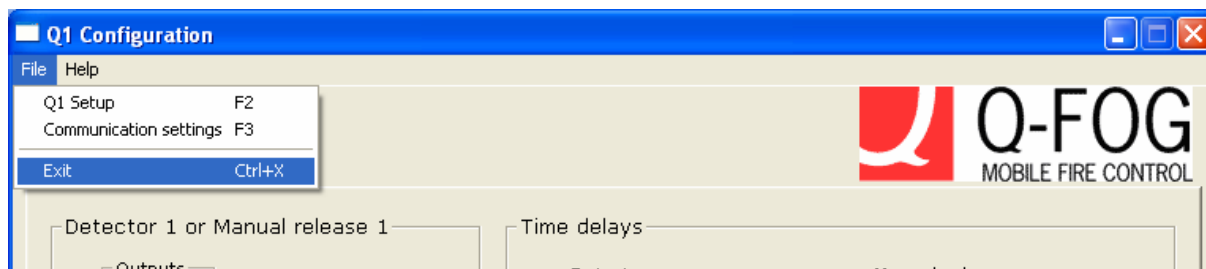 Q1 Configuration
File Help
Q1 Setup F2
Communication settings F3
Exit Ctrl+X
Q-FOG
MOBILE FIRE CONTROL
Detector 1 or Manual release 1
Time delays
Outputs